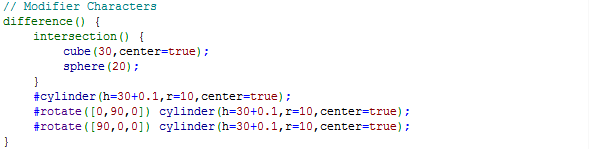 // Modifier Characters
difference() {
    intersection() {
        cube(30,center=true);
        sphere(20);
    }
    #cylinder(h=30+0.1,r=10,center=true);
    #rotate([0,90,0]) cylinder(h=30+0.1,r=10,center=true);
    #rotate([90,0,0]) cylinder(h=30+0.1,r=10,center=true);
}